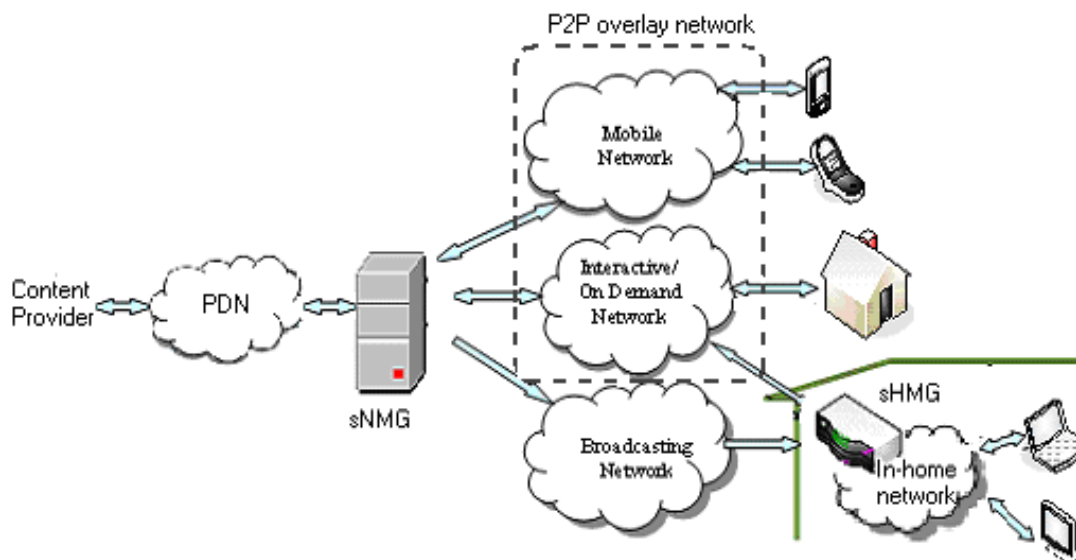 P2P overlay network
Mobile
Network
Interactive/
On Demand
Network
Content
Provider
PDN
sNMG
sHMG
Broadcasting
Network
In-home
network